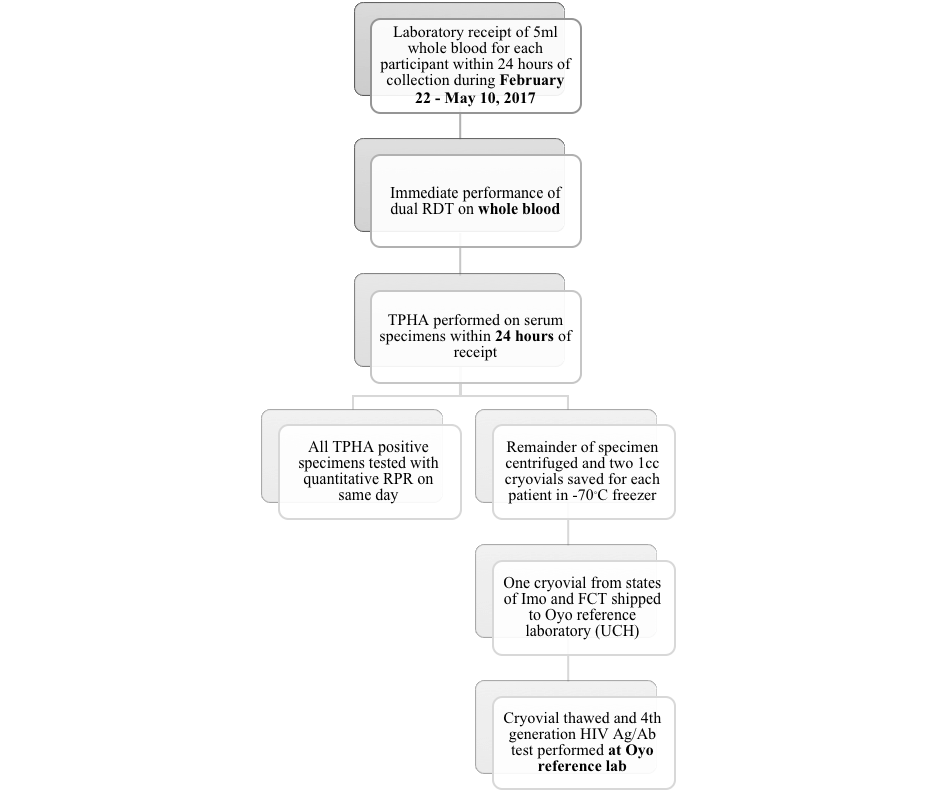 Laboratory receipt of 5ml
whole blood for each
participant within 24 hours of
collection during February
22 - May 10, 2017
Immediate performance of
dual RDT on whole blood
TPHA performed on serum
specimens within 24 hours of
receipt
All TPHA positive
specimens tested with
quantitative RPR on
same day
Remainder of specimen
centrifuged and two 1cc
cryovials saved for each
patient in -70°C freezer
One cryovial from states
of Imo and FCT shipped
to Oyo reference
laboratory (UCH)
Cryovial thawed and 4th
generation HIV Ag/Ab
test performed at Oyo
reference lab